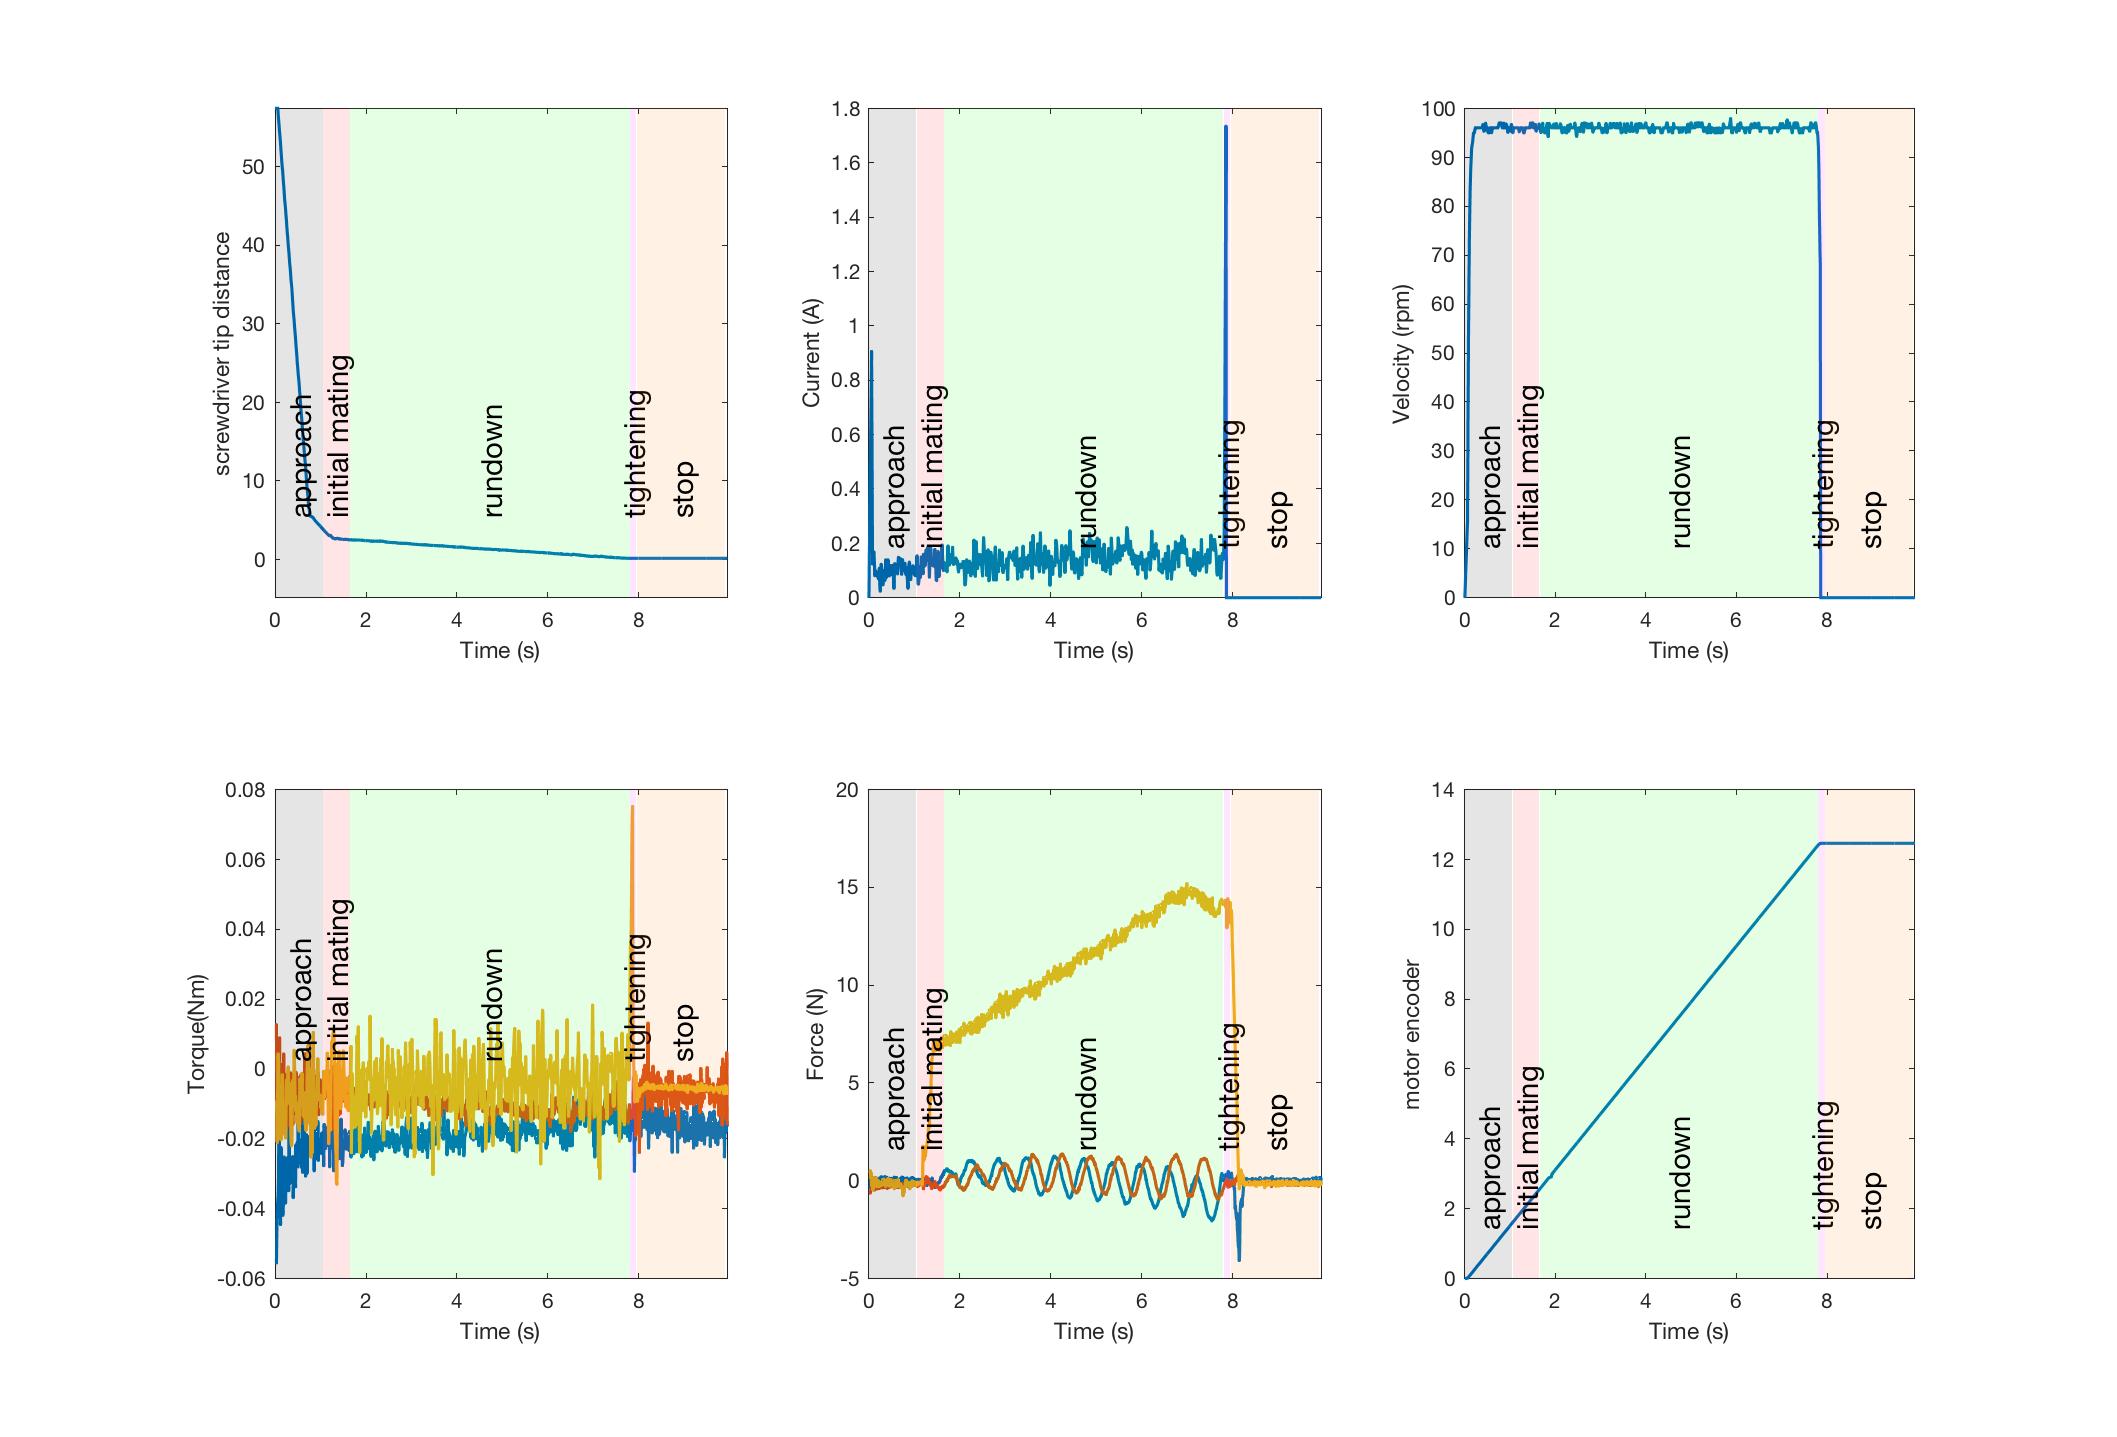 screwdriver tip distance
50
40
30
20
10
0
approach
initial mating
rundown
tightening
stop
0 2 4 6 8
Time (s)
Current (A)
1.8
1.6
1.4
1.2
1
0.8
0.6
0.4
0.2
0
approach
initial mating
rundown
tightening
stop
0 2 4 6 8
Time (s)
Velocity (rpm)
100
90
80
70
60
50
40
30
20
10
0
approach
initial mating
rundown
tightening
stop
0 2 4 6 8
Time (s)
Torque(Nm)
0.08
0.06
0.04
0.02
0
-0.02
-0.04
-0.06
approach
initial mating
rundown
tightening
stop
0 2 4 6 8
Time (s)
Force (N)
20
15
10
5
0
-5
approach
initial mating
rundown
tightening
stop
0 2 4 6 8
Time (s)
motor encoder
14
12
10
8
6
4
2
0
approach
initial mating
rundown
tightening
stop
0 2 4 6 8
Time (s)